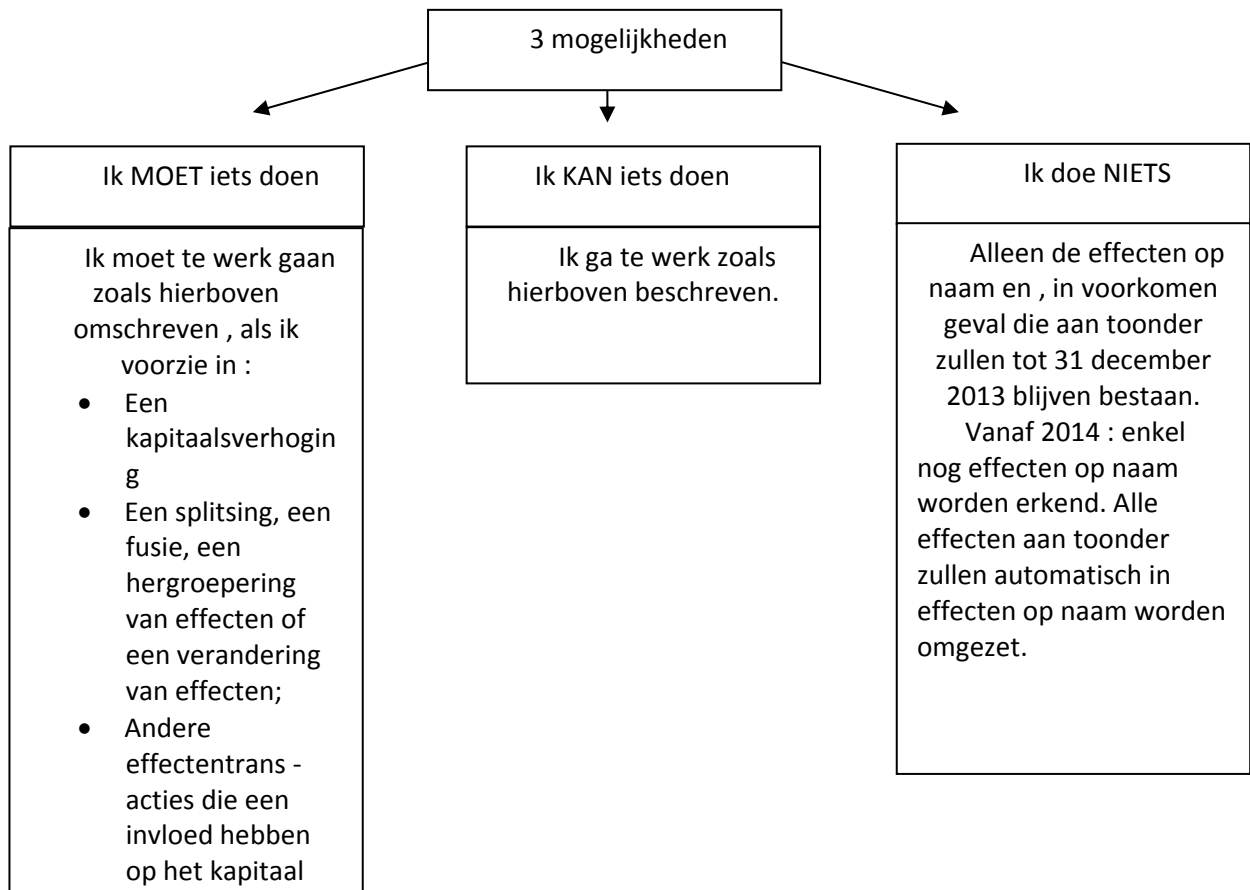 3 mogelijkheden
Ik MOET iets doen
Ik moet te werk gaan
zoals hierboven
omschreven , als ik
voorzie in :
• Een
kapitaalsverhogin
g
• Een splitsing, een
fusie, een
hergroepering
van effecten of
een verandering
van effecten;
• Andere
effectentrans -
acties die een
invloed hebben
op het kapitaal
Ik KAN iets doen
Ik ga te werk zoals
hierboven beschreven.
Ik doe NIETS
Alleen de effecten op
naam en , in voorkomen
geval die aan toonder
zullen tot 31 december
2013 blijven bestaan.
Vanaf 2014 : enkel
nog effecten op naam
worden erkend. Alle
effecten aan toonder
zullen automatisch in
effecten op naam worden
omgezet.